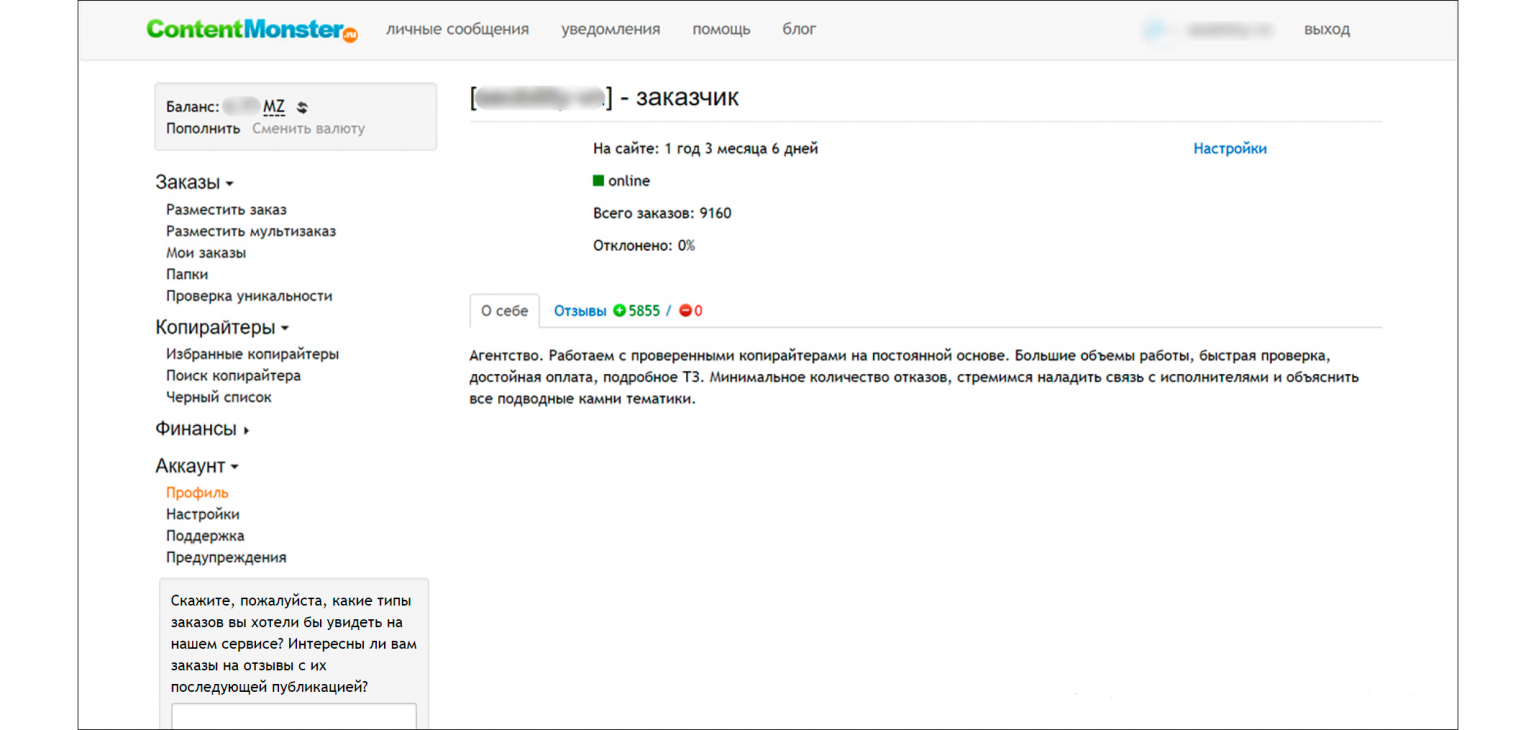 ContentMonster.ru личные сообщения уведомления помощь блог выход
Баланс: MZ
Пополнить Сменить валюту
Заказы
Разместить заказ
Разместить мультизаказ
Мои заказы
Папки
Проверка уникальности
Копирайтеры
Избранные копирайтеры
Поиск копирайтера
Черный список
Финансы
Аккаунт
Профиль
Настройки
Поддержка
Предупреждения
Скажите, пожалуйста, какие типы
заказов вы хотели бы увидеть на
нашем сервисе? Интересны ли вам
заказы на отзывы с их
последующей публикацией?
[ ] - заказчик
На сайте: 1 год 3 месяца 6 дней
Настройки
online
Всего заказов: 9160
Отклонено: 0%
О себе Отзывы 5855 / 0
Агентство. Работаем с проверенными копирайтерами на постоянной основе. Большие объемы работы, быстрая проверка,
достойная оплата, подробное ТЗ. Минимальное количество отказов, стремимся наладить связь с исполнителями и объяснить
все подводные камни тематики.